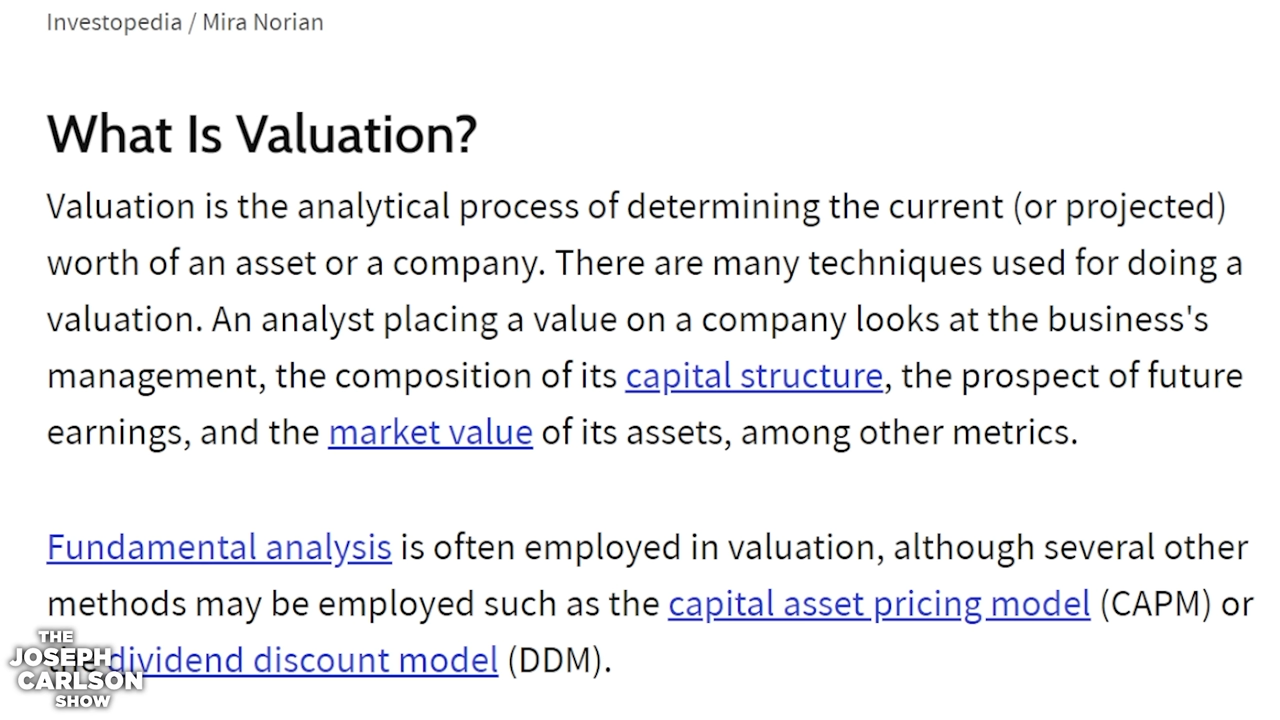 Investopedia / Mira Norian
What Is Valuation?
Valuation is the analytical process of determining the current (or projected)
worth of an asset or a company. There are many techniques used for doing a
valuation. An analyst placing a value on a company looks at the business's
management, the composition of its capital structure, the prospect of future
earnings, and the market value of its assets, among other metrics.
Fundamental analysis is often employed in valuation, although several other
methods may be employed such as the capital asset pricing model (CAPM) or
the dividend discount model (DDM).
THE
JOSEPH
CARLSON
SHOW